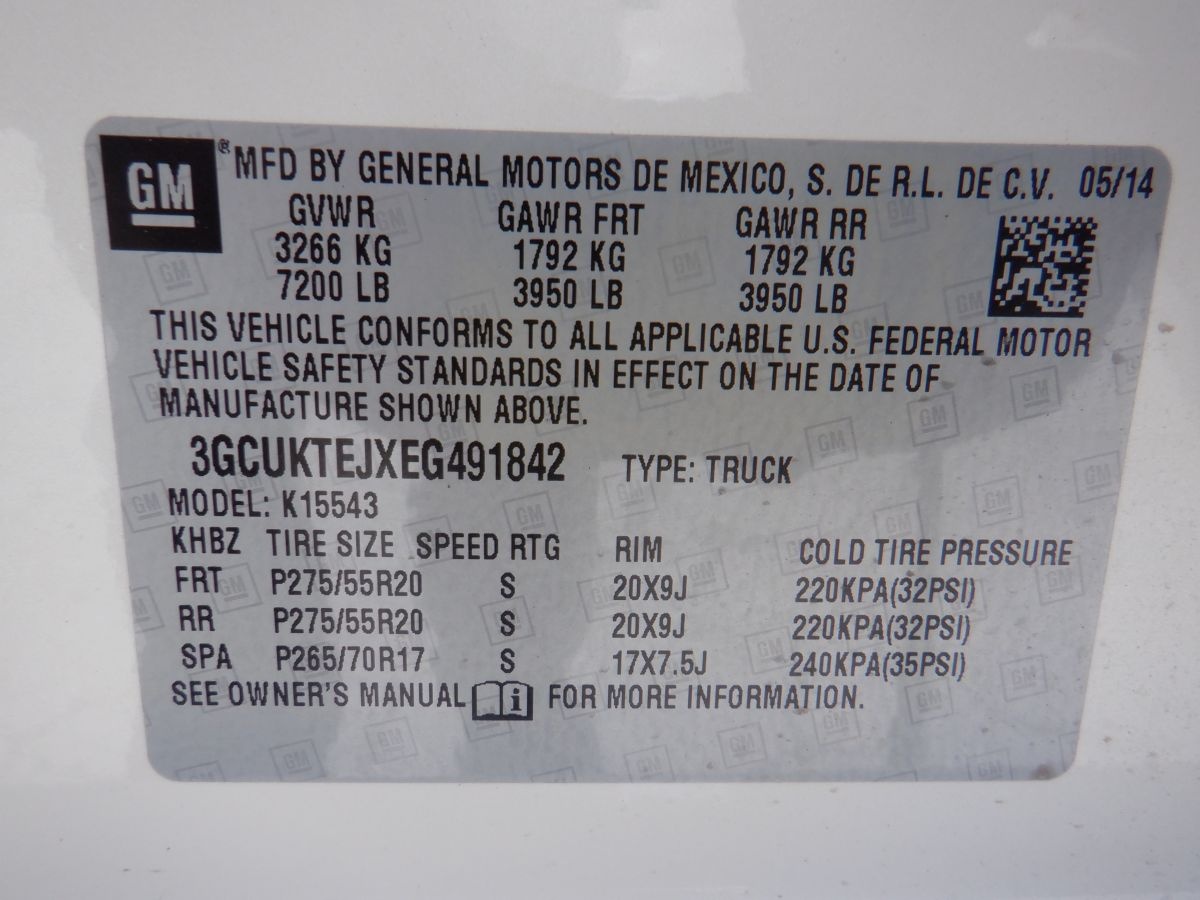 GM ® MFD BY GENERAL MOTORS DE MEXICO, S. DE R.L. DE C.V. 05/14
GVWR GAWR FRT GAWR RR
3266 KG 1792 KG 1792 KG
7200 LB 3950 LB 3950 LB
THIS VEHICLE CONFORMS TO ALL APPLICABLE U.S. FEDERAL MOTOR
VEHICLE SAFETY STANDARDS IN EFFECT ON THE DATE OF
MANUFACTURE SHOWN ABOVE.
3GCUKTEJXEG491842 TYPE: TRUCK
MODEL: K15543
KHBZ TIRE SIZE SPEED RTG RIM COLD TIRE PRESSURE
FRT P275/55R20 S 20X9J 220KPA(32PSI)
RR P275/55R20 S 20X9J 220KPA(32PSI)
SPA P265/70R17 S 17X7.5J 240KPA(35PSI)
SEE OWNER'S MANUAL i FOR MORE INFORMATION.